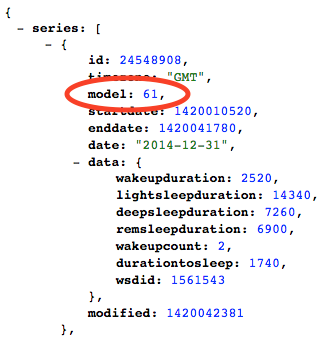 {
- series: [
- {
id: 24548908,
timezone: "GMT",
model: 61,
startdate: 1420010520,
enddate: 1420041780,
date: "2014-12-31",
- data: {
wakeupduration: 2520,
lightsleepduration: 14340,
deepsleepduration: 7260,
remsleepduration: 6900,
wakeupcount: 2,
durationtosleep: 1740,
wsdid: 1561543
},
modified: 1420042381
},